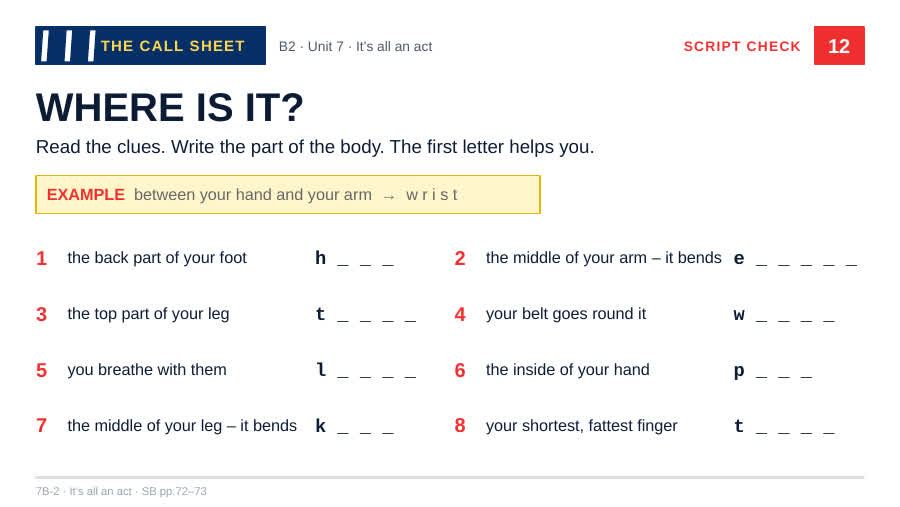 THE CALL SHEET B2 · Unit 7 · It's all an act SCRIPT CHECK 12
WHERE IS IT?
Read the clues. Write the part of the body. The first letter helps you.
EXAMPLE between your hand and your arm → w r i s t
1 the back part of your foot h _ _ _ 2 the middle of your arm – it bends e _ _ _ _ _
3 the top part of your leg t _ _ _ _ 4 your belt goes round it w _ _ _ _
5 you breathe with them l _ _ _ _ 6 the inside of your hand p _ _ _
7 the middle of your leg – it bends k _ _ _ 8 your shortest, fattest finger t _ _ _ _
7B-2 · It's all an act · SB pp.72–73